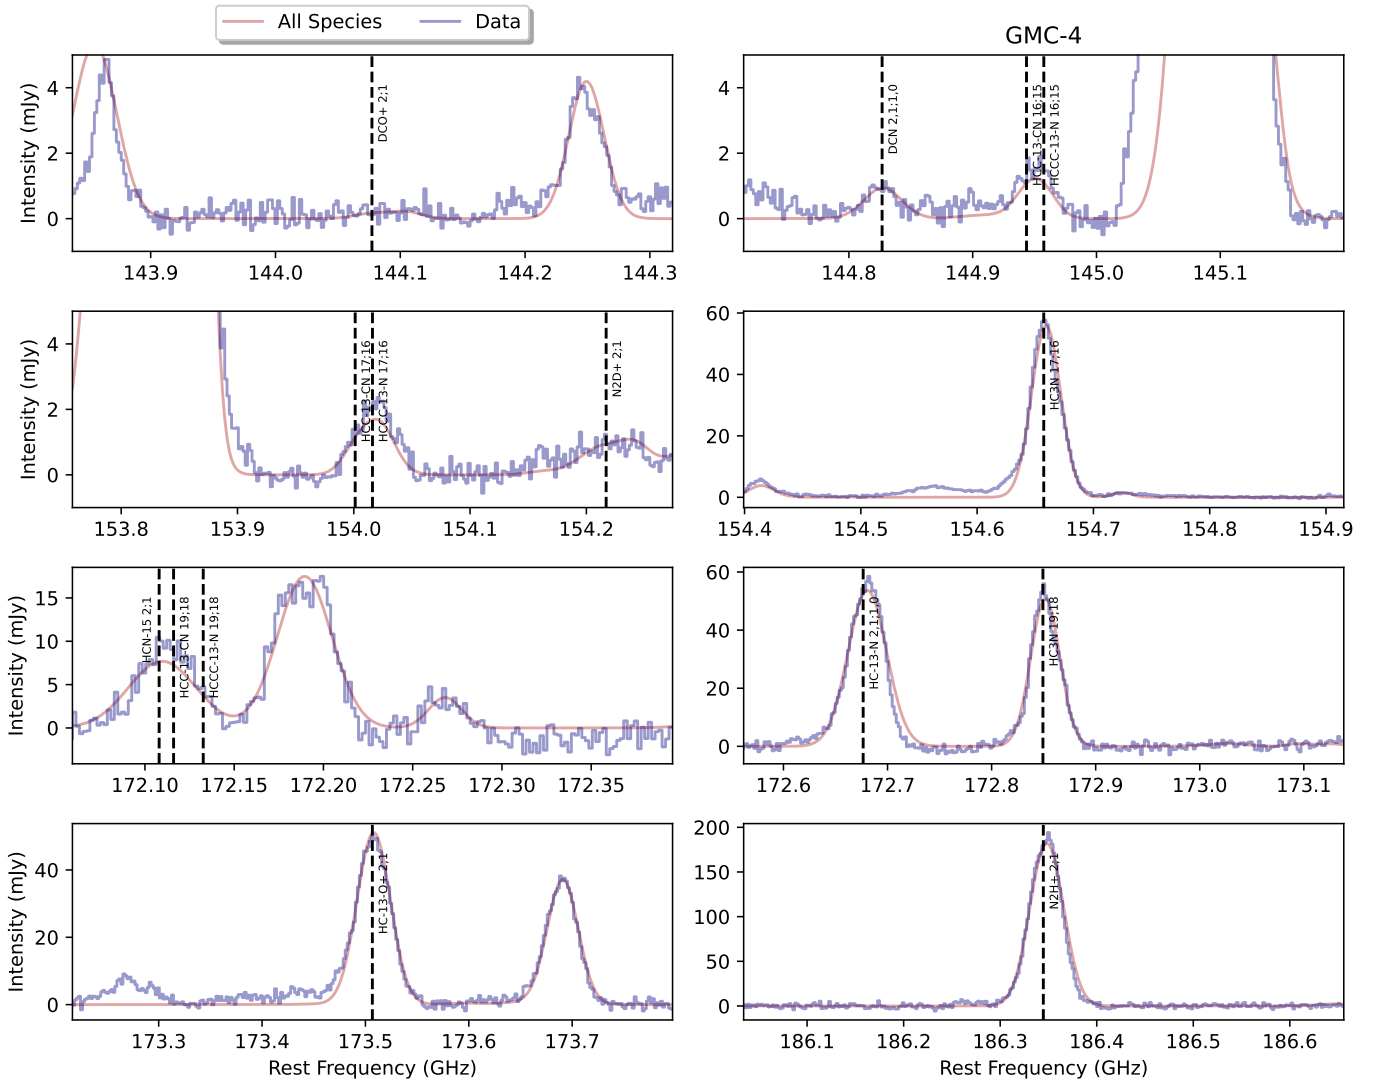 All Species Data
GMC-4
Intensity (mJy)
4
2
0
DCO+ 2;1
143.9 144.0 144.1 144.2 144.3
4
2
0
DCN 2,1;1,0
HCC-13-CN 16;15
HCCC-13-N 16;15
144.8 144.9 145.0 145.1
Intensity (mJy)
4
2
0
HCC-13-CN 17;16
HCCC-13-N 17;16
N2D+ 2;1
153.8 153.9 154.0 154.1 154.2
60
40
20
0
HC3N 17;16
154.4 154.5 154.6 154.7 154.8 154.9
Intensity (mJy)
15
10
5
0
HCN-15 2;1
HCC-13-CN 19;18
HCCC-13-N 19;18
172.10 172.15 172.20 172.25 172.30 172.35
60
40
20
0
HC-13-N 2,1;1,0
HC3N 19;18
172.6 172.7 172.8 172.9 173.0 173.1
Intensity (mJy)
40
20
0
HC-13-O+ 2;1
173.3 173.4 173.5 173.6 173.7
Rest Frequency (GHz)
200
150
100
50
0
N2H+ 2;1
186.1 186.2 186.3 186.4 186.5 186.6
Rest Frequency (GHz)